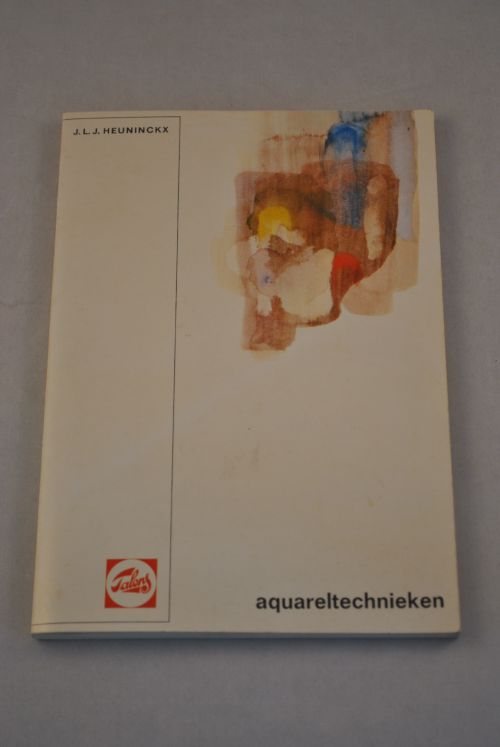 J.L.J. HEUNINCKX
Talens
aquareltechnieken